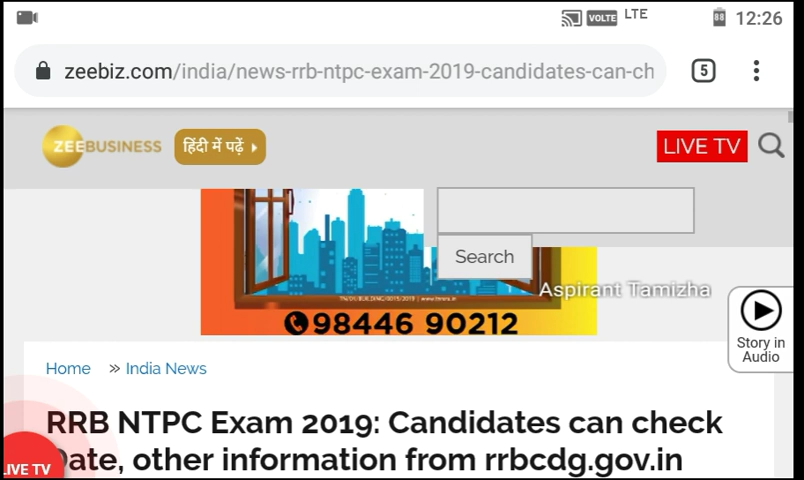 VOLTE LTE 88 12:26
zeebiz.com/india/news-rrb-ntpc-exam-2019-candidates-can-ch 5
ZEEBUSINESS हिंदी में पढ़ें LIVE TV
Search
Aspirant Tamizha
98446 90212
Story in
Audio
Home » India News
RRB NTPC Exam 2019: Candidates can check
Date, other information from rrbcdg.gov.in
LIVE TV